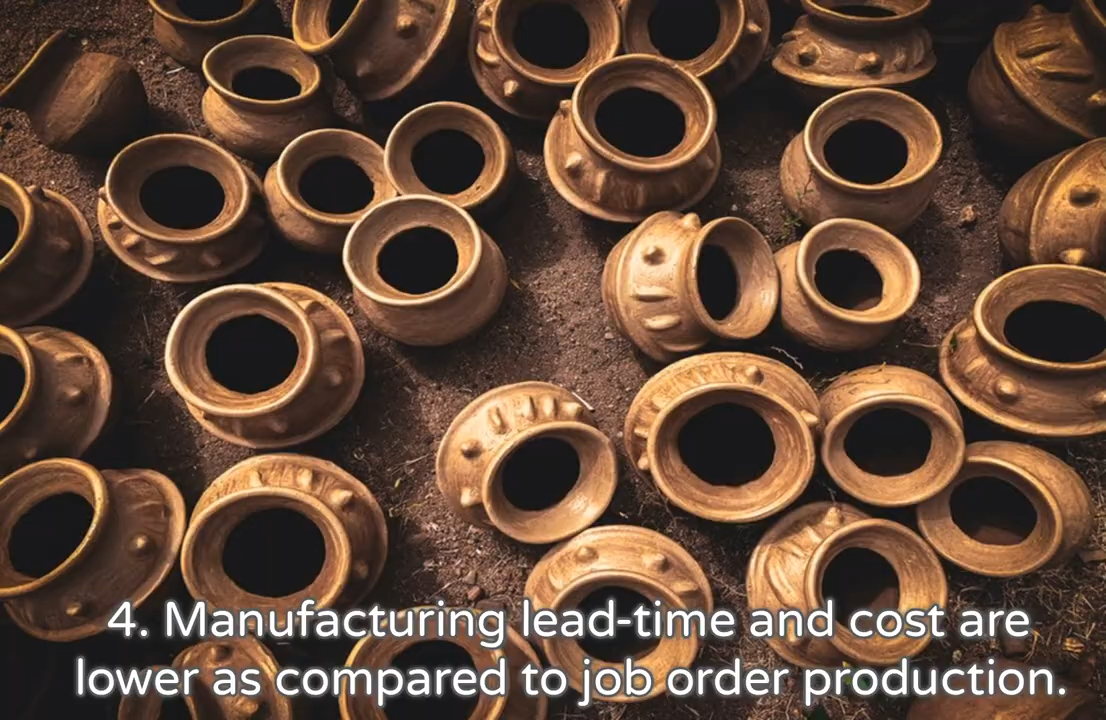 4. Manufacturing lead-time and cost are
lower as compared to job order production.